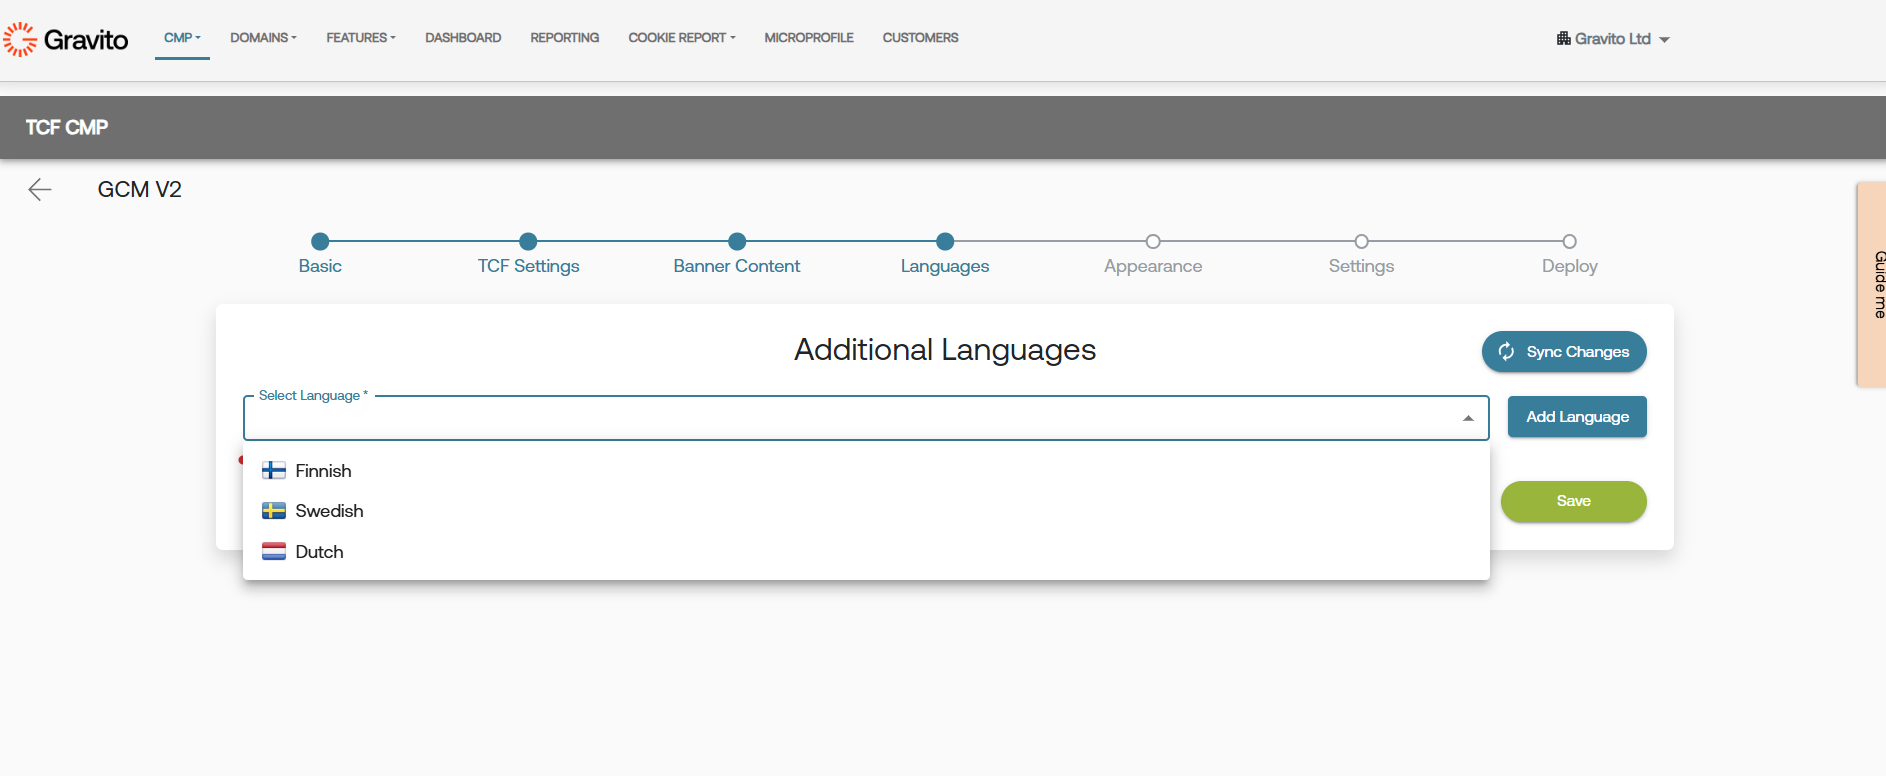 Gravito
CMP DOMAINS FEATURES DASHBOARD REPORTING COOKIE REPORT MICROPROFILE CUSTOMERS
Gravito Ltd
TCF CMP
GCM V2
Basic TCF Settings Banner Content Languages Appearance Settings Deploy
Guide me
Additional Languages
Sync Changes
Select Language *
Add Language
Finnish
Swedish
Save
Dutch